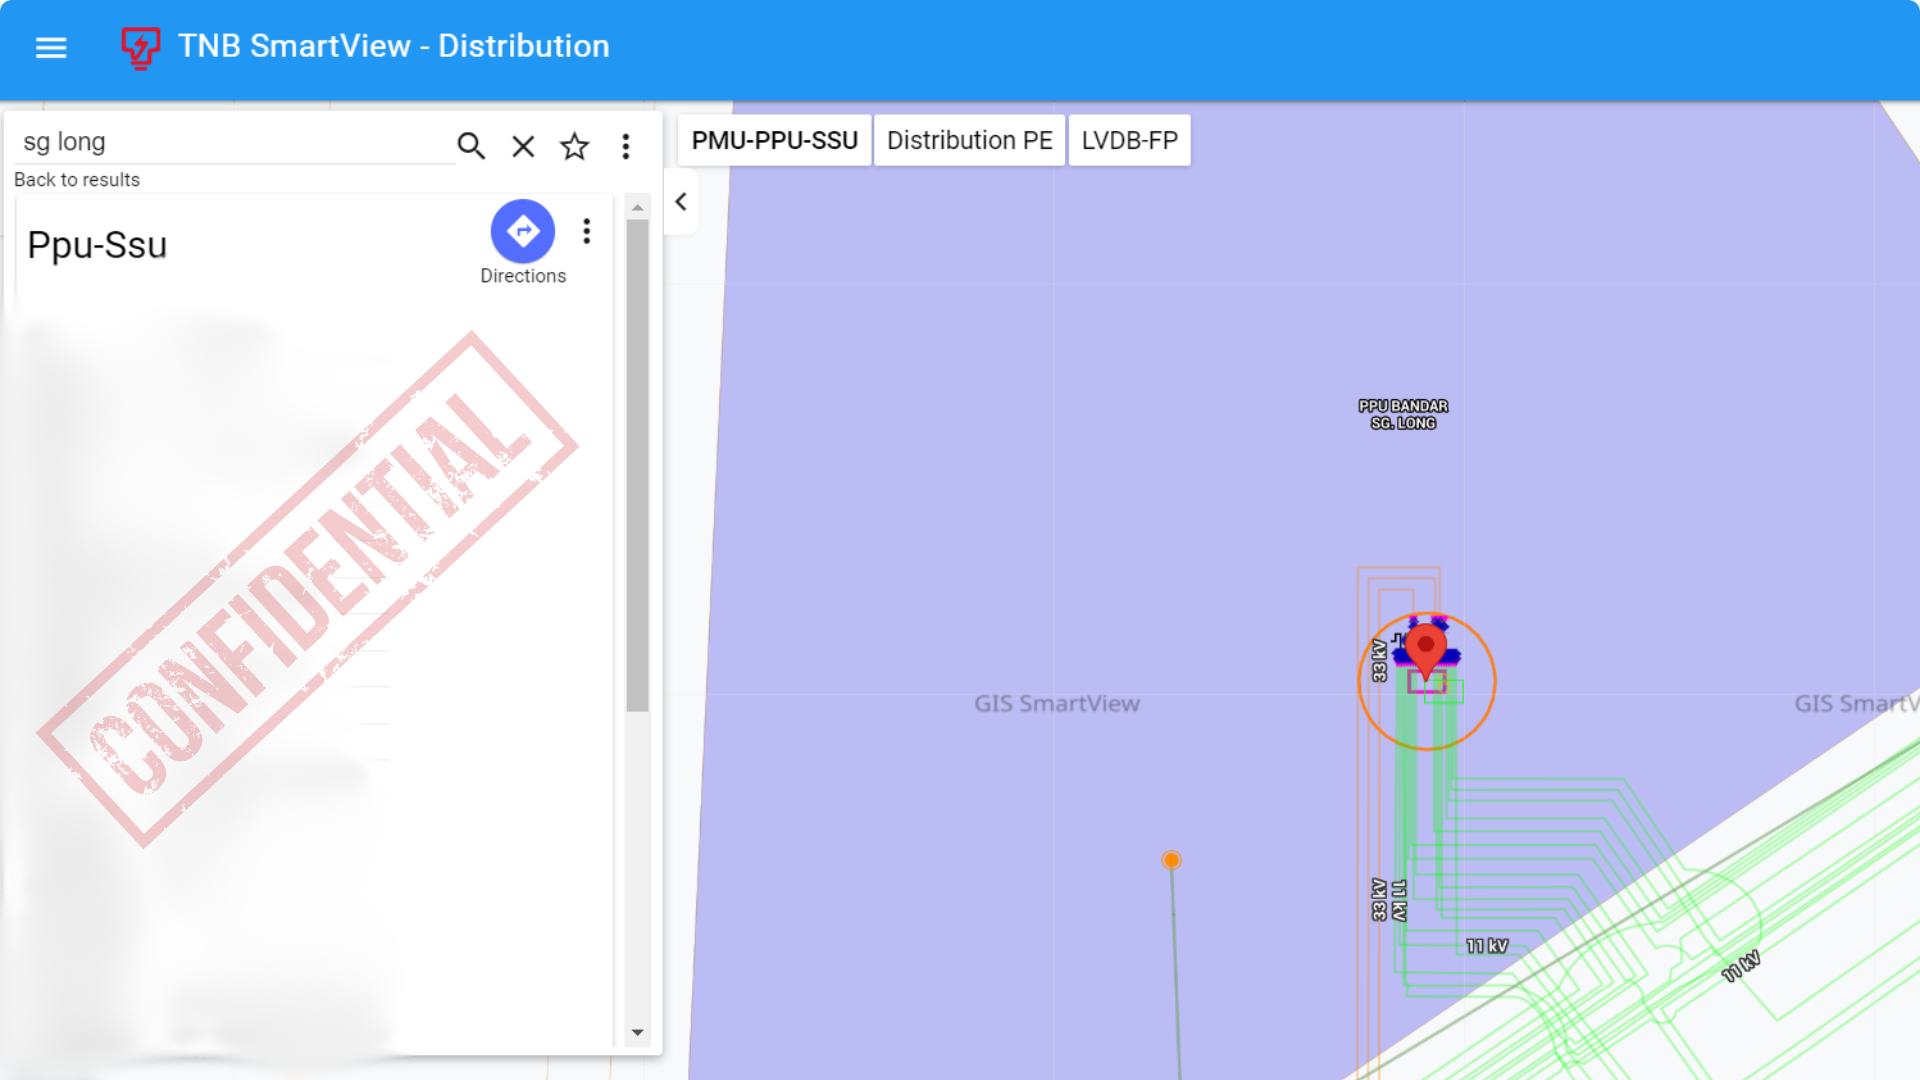 TNB SmartView - Distribution
sg long
Back to results
PMU-PPU-SSU
Distribution PE
LVDB-FP
Ppu-Ssu
Directions
CONFIDENTIAL
PPU BANDAR
SG. LONG
33 kV
GIS SmartView
GIS SmartV
33 kV
11 kV
11 kV
11 kV